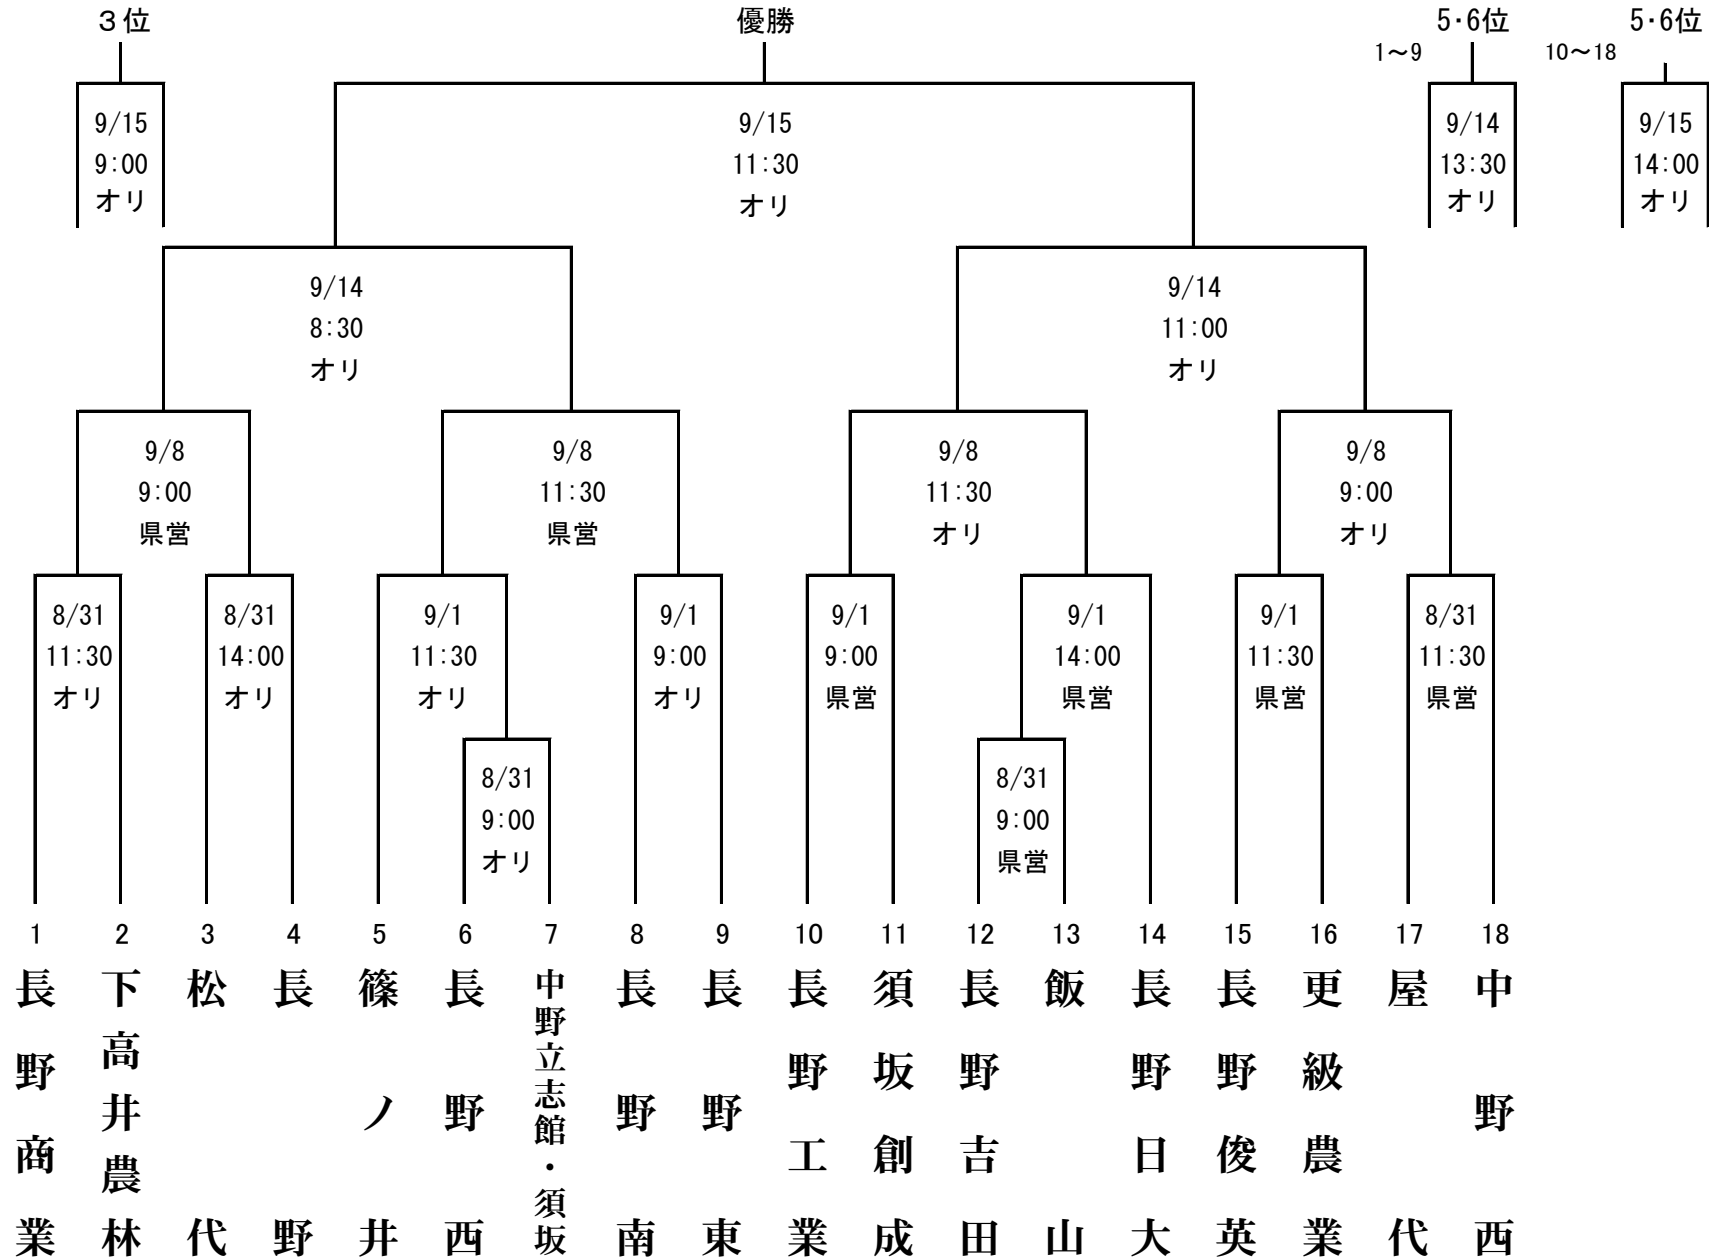 ３位
優勝
5・6位
5・6位
1～9
10～18
9/15
9:00
オリ
9/15
11:30
オリ
9/14
13:30
オリ
9/15
14:00
オリ
9/14
8:30
オリ
9/14
11:00
オリ
9/8
9:00
県営
9/8
11:30
県営
9/8
11:30
オリ
9/8
9:00
オリ
8/31
11:30
オリ
8/31
14:00
オリ
9/1
11:30
オリ
9/1
9:00
オリ
9/1
9:00
県営
9/1
14:00
県営
9/1
11:30
県営
8/31
11:30
県営
8/31
9:00
オリ
8/31
9:00
県営
1
長野商業
2
下高井農林
3
松代
4
長野
5
篠ノ井
6
長野西
7
中野立志館・須坂
8
長野南
9
長野東
10
長野工業
11
須坂創成
12
長野吉田
13
飯山
14
長野日大
15
長野俊英
16
更級農業
17
屋代
18
中野西